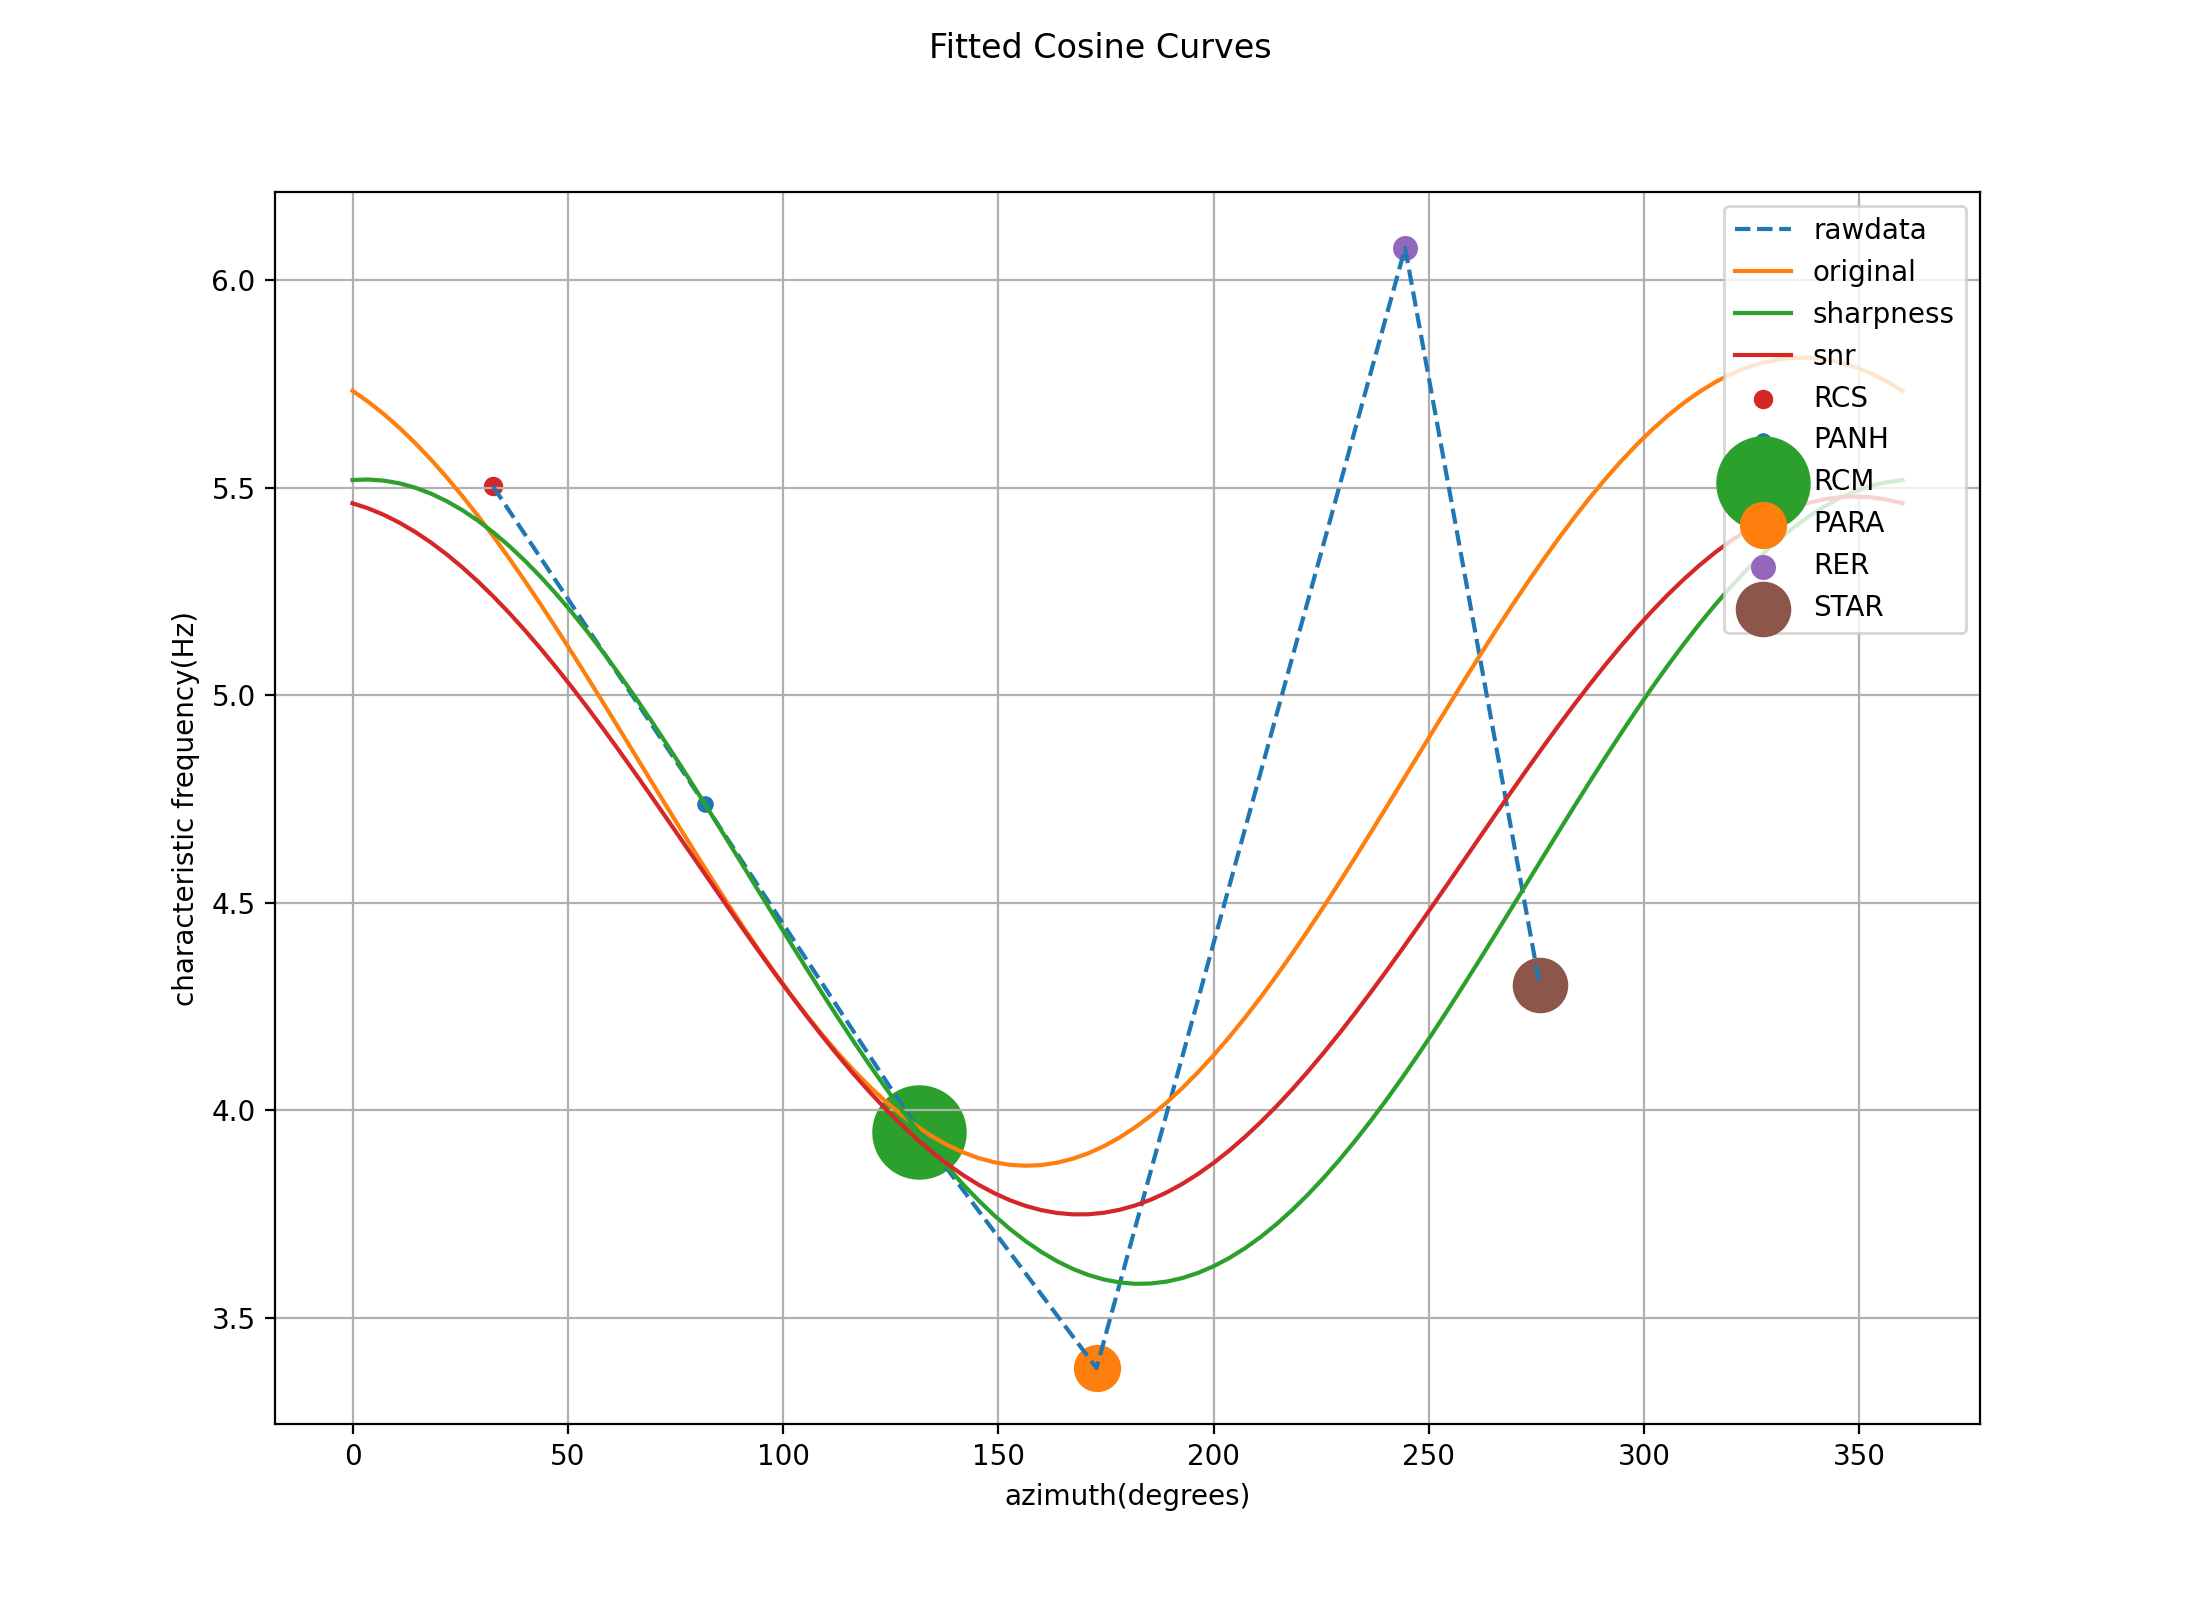 Fitted Cosine Curves
rawdata
original
sharpness
snr
RCS
PANH
RCM
PARA
RER
STAR
6.0
5.5
5.0
4.5
4.0
3.5
characteristic frequency(Hz)
0 50 100 150 200 250 300 350
azimuth(degrees)